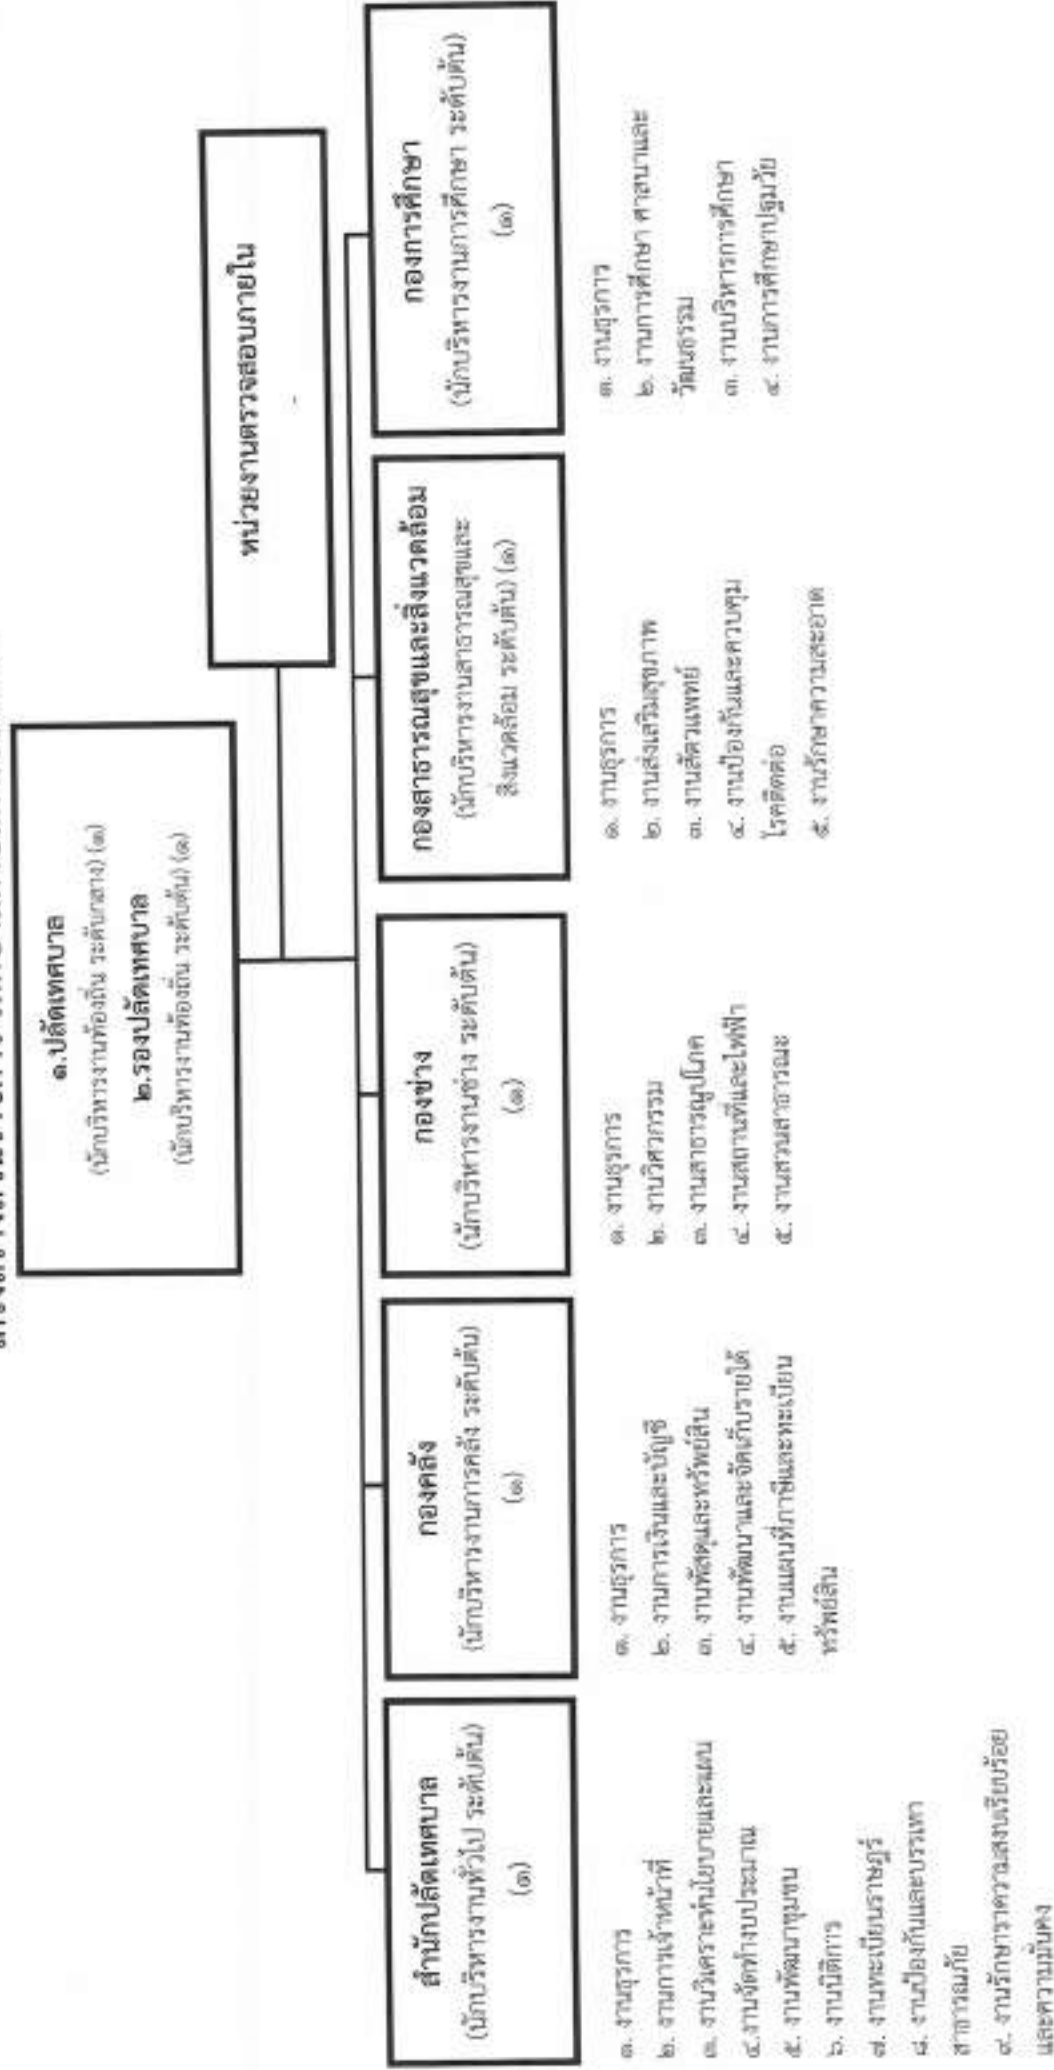 ๑.ปลัดเทศบาล
(นักบริหารงานท้องถิ่น ระดับกลาง) (๑)
๒.รองปลัดเทศบาล
(นักบริหารงานท้องถิ่น ระดับต้น) (๑)
หน่วยงานตรวจสอบภายใน
-
สำนักปลัดเทศบาล
(นักบริหารงานทั่วไป ระดับต้น)
(๑)
๑. งานธุรการ
๒. งานการเจ้าหน้าที่
๓. งานวิเคราะห์นโยบายและแผน
๔.งานจัดทำงบประมาณ
๕. งานพัฒนาชุมชน
๖. งานนิติการ
๗. งานทะเบียนราษฎร์
๘. งานป้องกันและบรรเทา
สาธารณภัย
๙. งานรักษาความสงบเรียบร้อย
และความมั่นคง
กองคลัง
(นักบริหารงานการคลัง ระดับต้น)
(๑)
๑. งานธุรการ
๒. งานการเงินและบัญชี
๓. งานพัสดุและทรัพย์สิน
๔. งานพัฒนาและจัดเก็บรายได้
๕. งานแผนที่ภาษีและทะเบียน
ทรัพย์สิน
กองช่าง
(นักบริหารงานช่าง ระดับต้น)
(๑)
๑. งานธุรการ
๒. งานวิศวกรรม
๓. งานสาธารณูปโภค
๔. งานสถานที่และไฟฟ้า
๕. งานสวนสาธารณะ
กองสาธารณสุขและสิ่งแวดล้อม
(นักบริหารงานสาธารณสุขและ
สิ่งแวดล้อม ระดับต้น) (๑)
๑. งานธุรการ
๒. งานส่งเสริมสุขภาพ
๓. งานสัตวแพทย์
๔. งานป้องกันและควบคุม
โรคติดต่อ
๕. งานรักษาความสะอาด
กองการศึกษา
(นักบริหารงานการศึกษา ระดับต้น)
(๑)
๑. งานธุรการ
๒. งานการศึกษา ศาสนาและ
วัฒนธรรม
๓. งานบริหารการศึกษา
๔. งานการศึกษาปฐมวัย